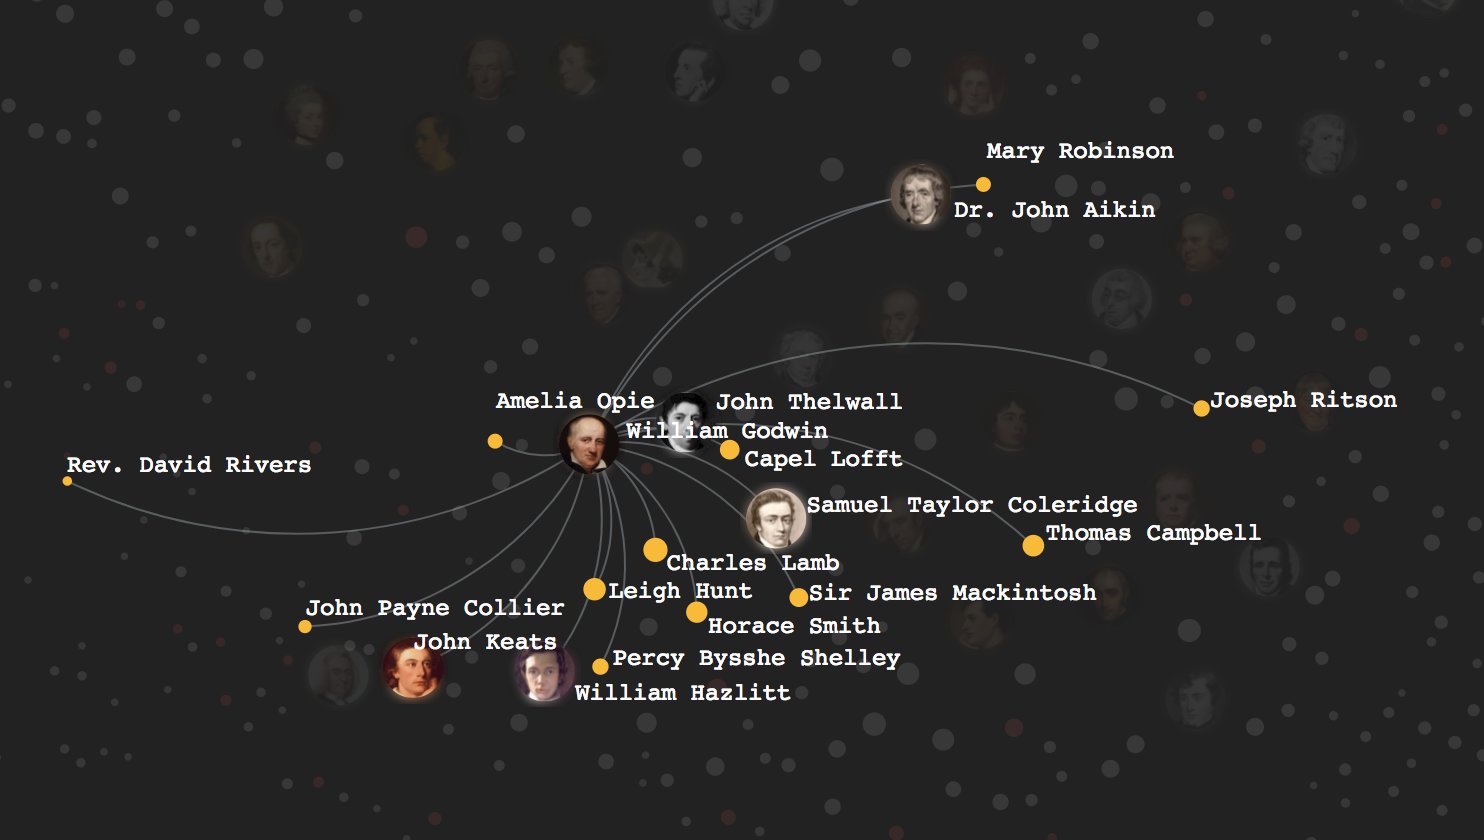 Mary Robinson
Dr. John Aikin
Joseph Ritson
Amelia Opie
John Thelwall
William Godwin
Capel Lofft
Rev. David Rivers
Samuel Taylor Coleridge
Thomas Campbell
Charles Lamb
Leigh Hunt
Sir James Mackintosh
John Payne Collier
Horace Smith
John Keats
Percy Bysshe Shelley
William Hazlitt